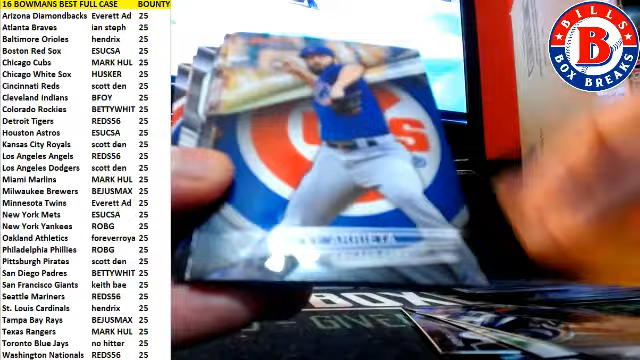 16 BOWMANS BEST FULL CASE BOUNTY
Arizona Diamondbacks Everett Ad 25
Atlanta Braves ian steph 25
Baltimore Orioles hendrix 25
Boston Red Sox ESUCSA 25
Chicago Cubs MARK HUL 25
Chicago White Sox HUSKER 25
Cincinnati Reds scott den 25
Cleveland Indians BFOY 25
Colorado Rockies BETTYWHIT 25
Detroit Tigers REDS56 25
Houston Astros ESUCSA 25
Kansas City Royals scott den 25
Los Angeles Angels REDS56 25
Los Angeles Dodgers scott den 25
Miami Marlins MARK HUL 25
Milwaukee Brewers BEJUSMAX 25
Minnesota Twins Everett Ad 25
New York Mets ESUCSA 25
New York Yankees ROBG 25
Oakland Athletics foreverroya 25
Philadelphia Phillies ROBG 25
Pittsburgh Pirates scott den 25
San Diego Padres BETTYWHIT 25
San Francisco Giants keith bae 25
Seattle Mariners REDS56 25
St. Louis Cardinals hendrix 25
Tampa Bay Rays BEJUSMAX 25
Texas Rangers MARK HUL 25
Toronto Blue Jays no hitter 25
Washington Nationals REDS56 25
BILLS
B
BOX BREAKS
ARRIETA